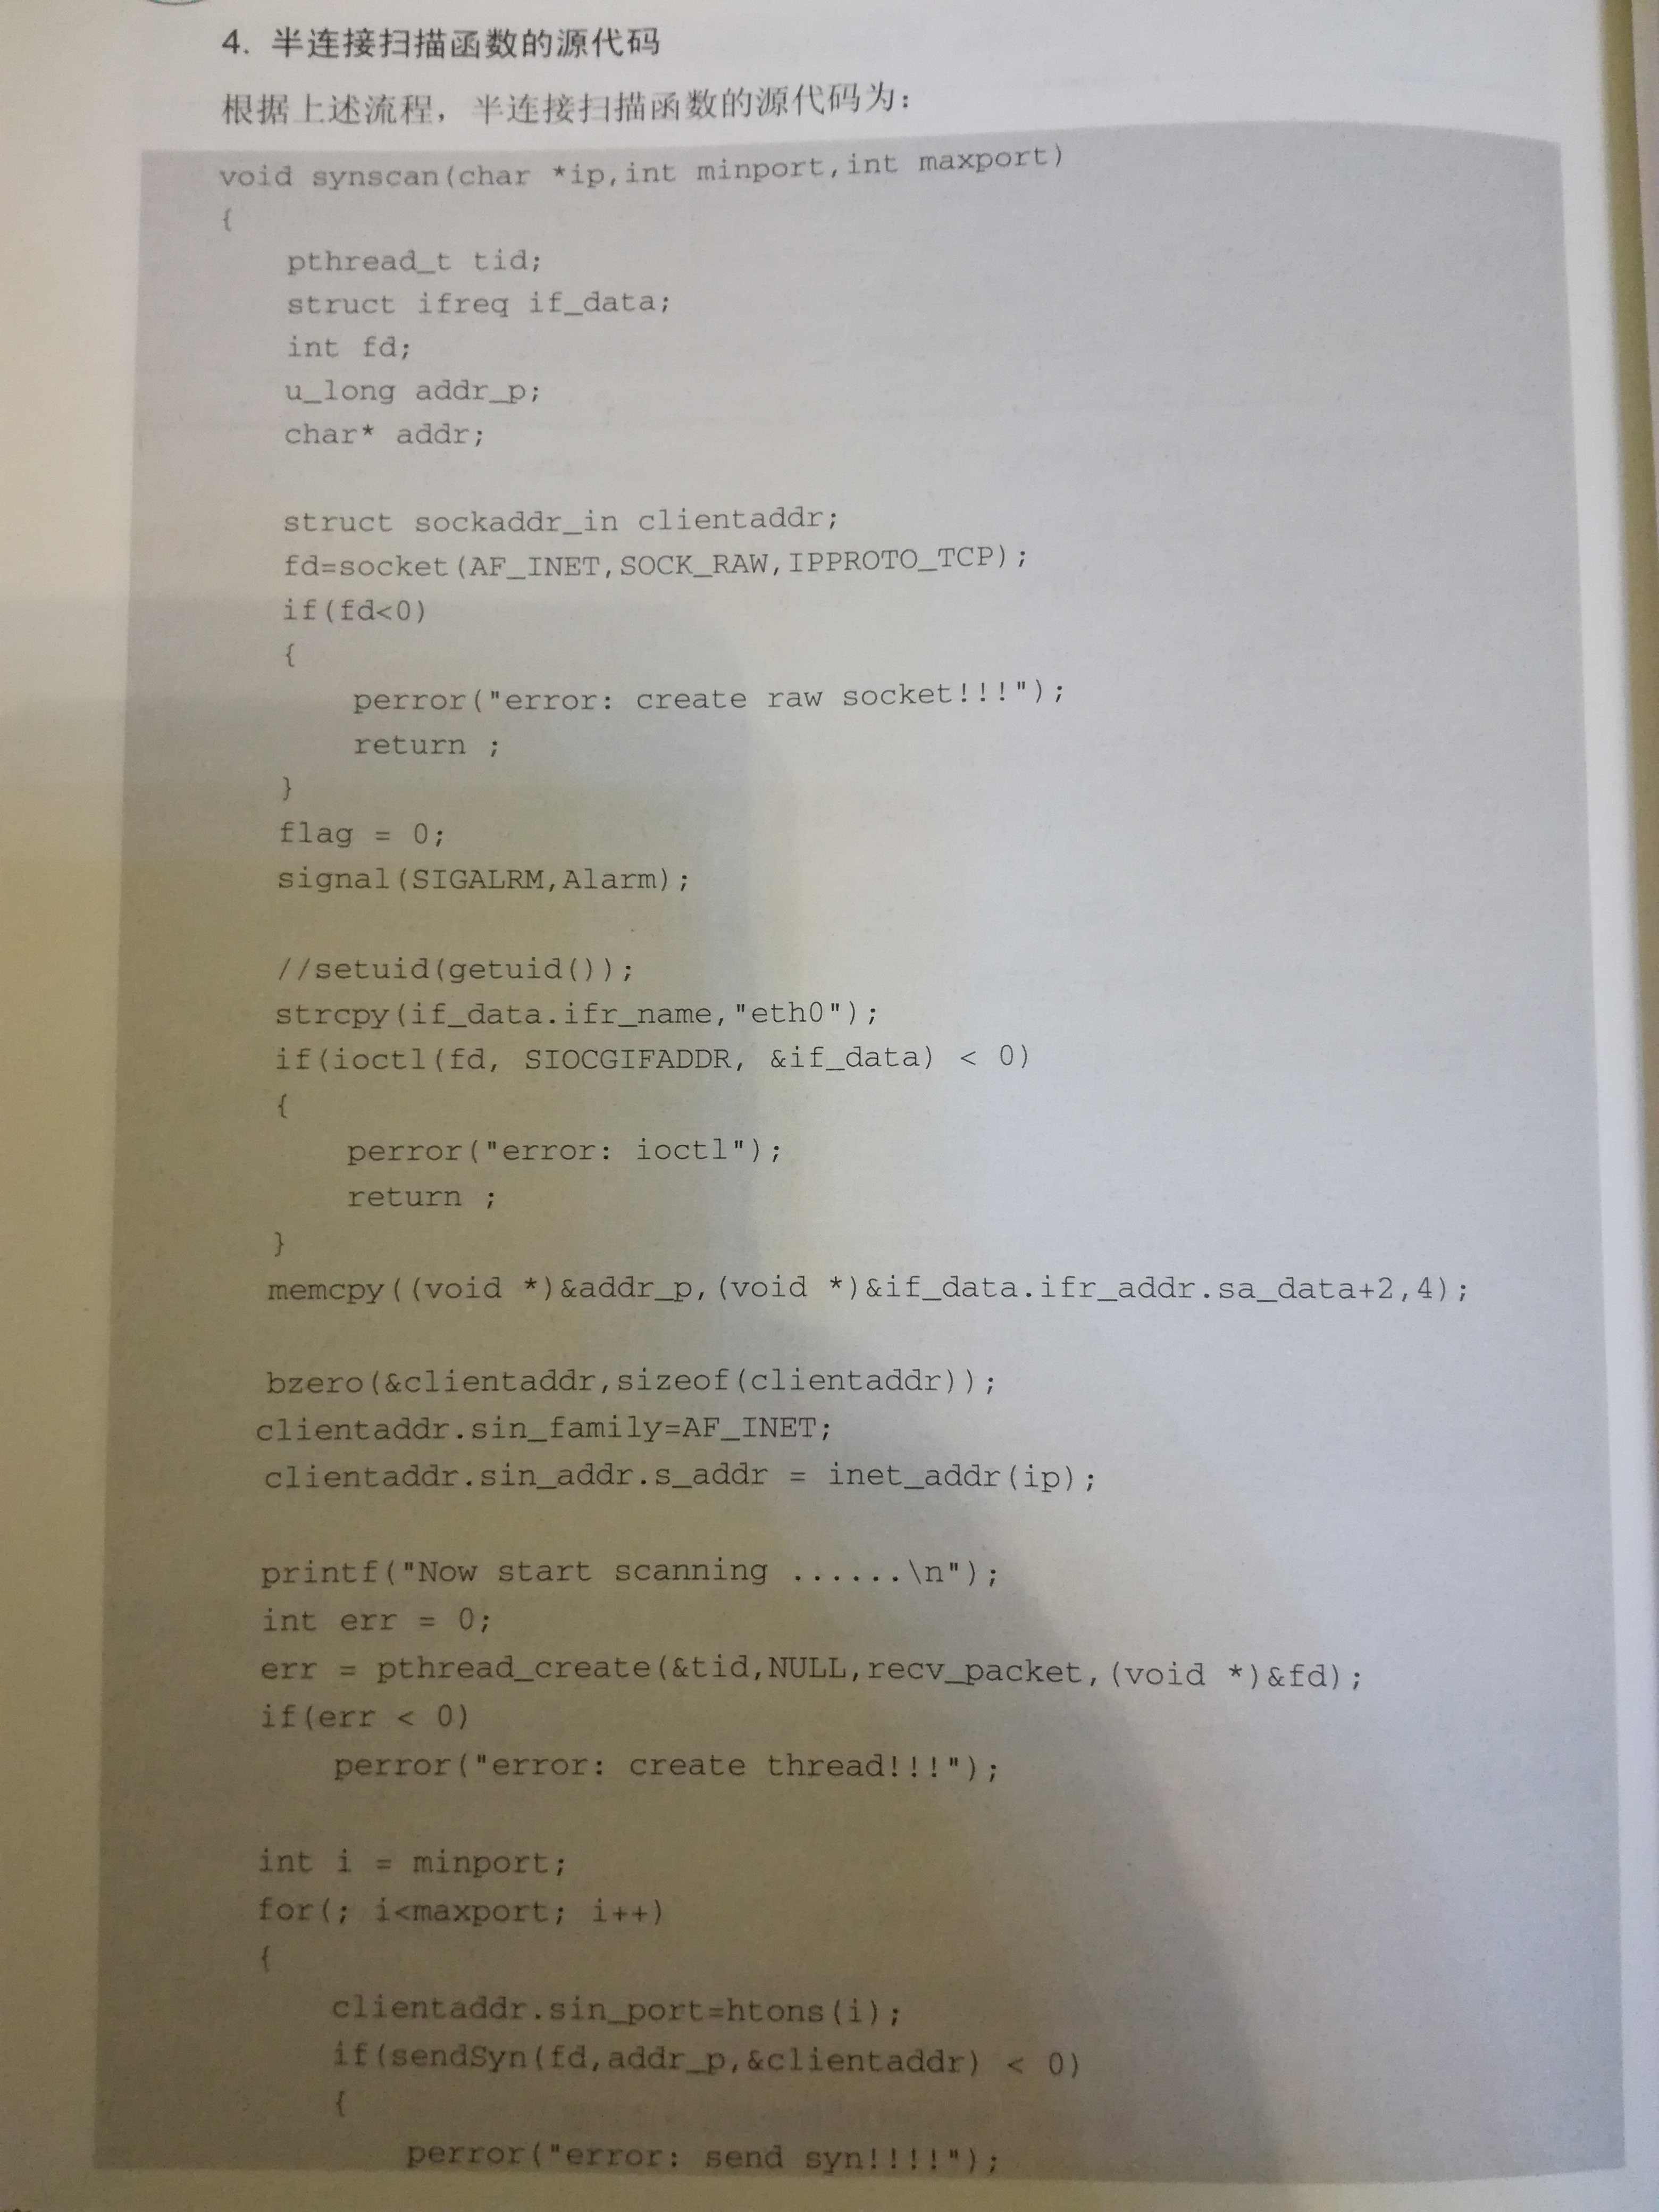 4. 半连接扫描函数的源代码
根据上述流程，半连接扫描函数的源代码为：
void synscan(char *ip,int minport,int maxport)
{
pthread_t tid;
struct ifreq if_data;
int fd;
u_long addr_p;
char* addr;
struct sockaddr_in clientaddr;
fd=socket(AF_INET,SOCK_RAW,IPPROTO_TCP);
if(fd<0)
{
perror("error: create raw socket!!!");
return ;
}
flag = 0;
signal(SIGALRM,Alarm);
//setuid(getuid());
strcpy(if_data.ifr_name,"eth0");
if(ioctl(fd, SIOCGIFADDR, &if_data) < 0)
{
perror("error: ioctl");
return ;
}
memcpy((void *)&addr_p,(void *)&if_data.ifr_addr.sa_data+2,4);
bzero(&clientaddr,sizeof(clientaddr));
clientaddr.sin_family=AF_INET;
clientaddr.sin_addr.s_addr = inet_addr(ip);
printf("Now start scanning ......\n");
int err = 0;
err = pthread_create(&tid,NULL,recv_packet,(void *)&fd);
if(err < 0)
perror("error: create thread!!!");
int i = minport;
for(; i<maxport; i++)
{
clientaddr.sin_port=htons(i);
if(sendSyn(fd,addr_p,&clientaddr) < 0)
{
perror("error: send syn!!!!");